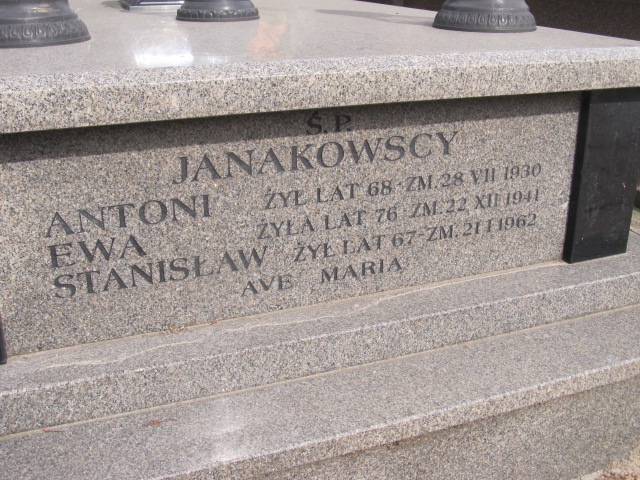 Ś.P.
JANAKOWSCY
ANTONI ŻYŁ LAT 68 - ZM. 28 VII 1930
EWA ŻYŁA LAT 76 - ZM. 22 XII 1941
STANISŁAW ŻYŁ LAT 67 - ZM. 21 I 1962
AVE MARIA